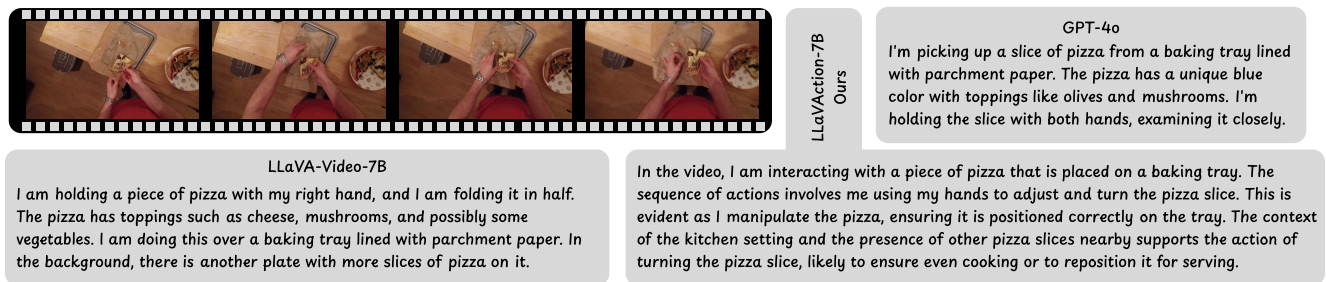 GPT-4o
I'm picking up a slice of pizza from a baking tray lined
with parchment paper. The pizza has a unique blue
color with toppings like olives and mushrooms. I'm
holding the slice with both hands, examining it closely.
LLaVA-Video-7B
I am holding a piece of pizza with my right hand, and I am folding it in half.
The pizza has toppings such as cheese, mushrooms, and possibly some
vegetables. I am doing this over a baking tray lined with parchment paper. In
the background, there is another plate with more slices of pizza on it.
LLaVAction-7B
Ours
In the video, I am interacting with a piece of pizza that is placed on a baking tray. The
sequence of actions involves me using my hands to adjust and turn the pizza slice. This is
evident as I manipulate the pizza, ensuring it is positioned correctly on the tray. The context
of the kitchen setting and the presence of other pizza slices nearby supports the action of
turning the pizza slice, likely to ensure even cooking or to reposition it for serving.